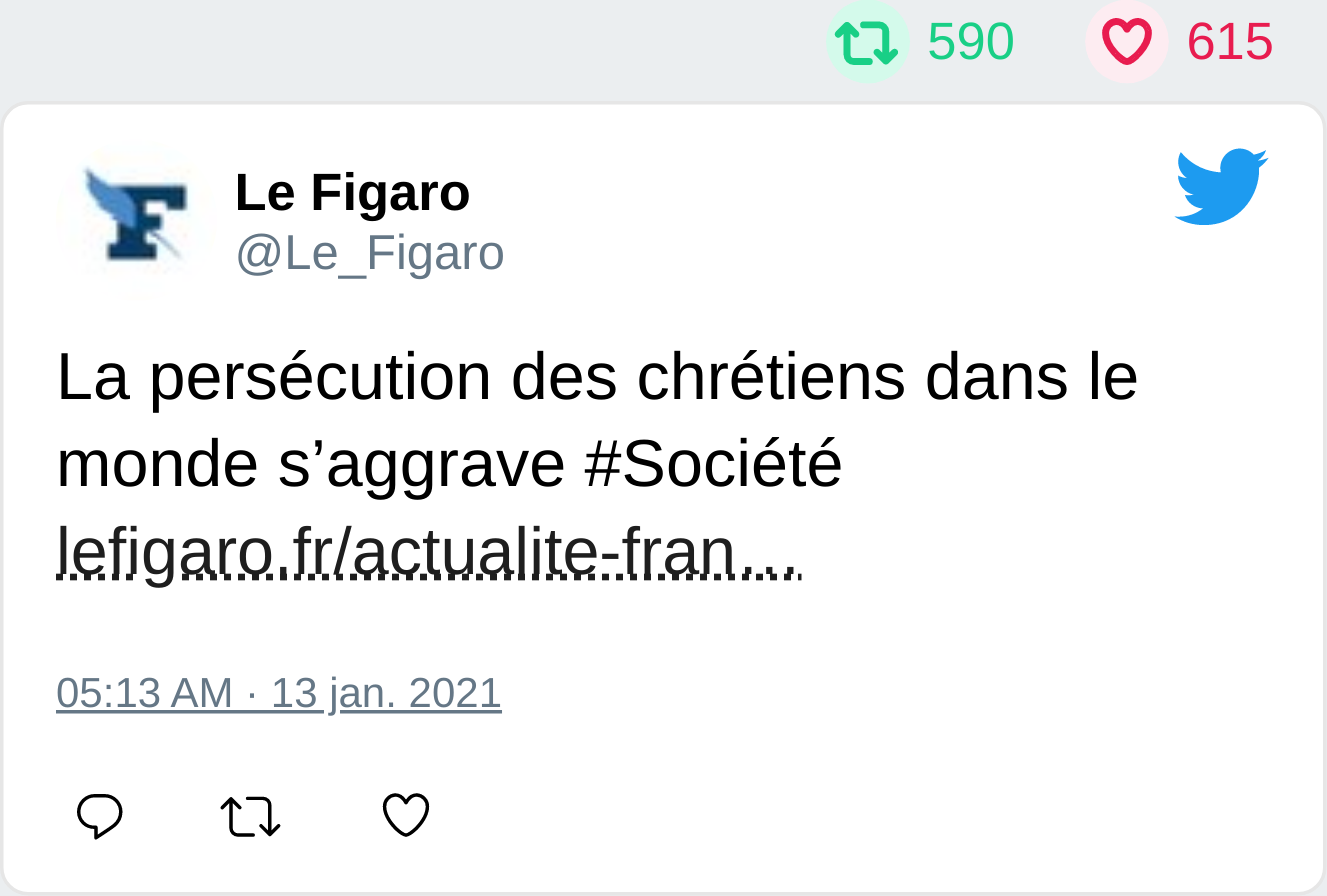 590 615
Le Figaro
@Le_Figaro
La persécution des chrétiens dans le
monde s’aggrave #Société
lefigaro.fr/actualite-fran…
05:13 AM · 13 jan. 2021